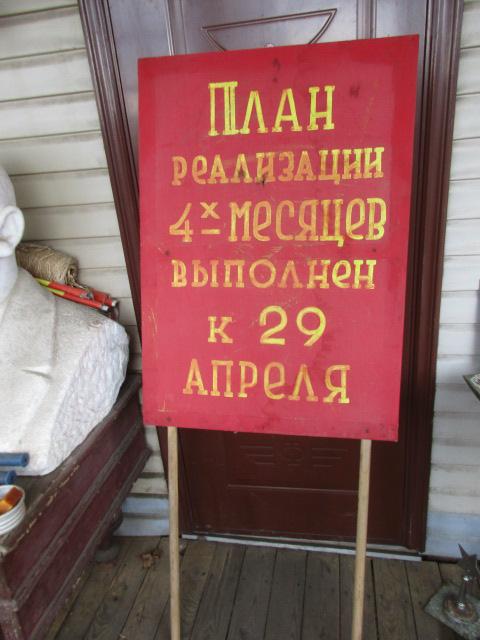 План
реализации
4х- месяцев
выполнен
к 29
апреля